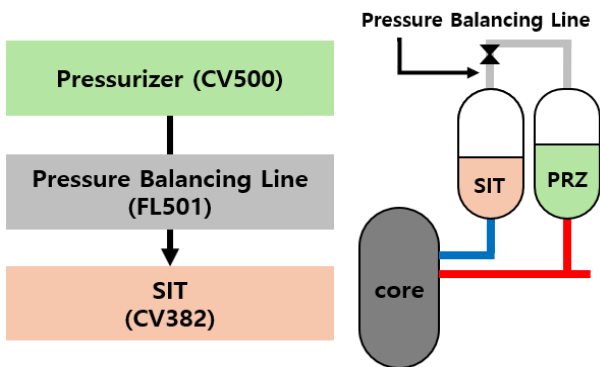 Pressurizer (CV500)
Pressure Balancing Line
(FL501)
SIT
(CV382)
Pressure Balancing Line
SIT
PRZ
core